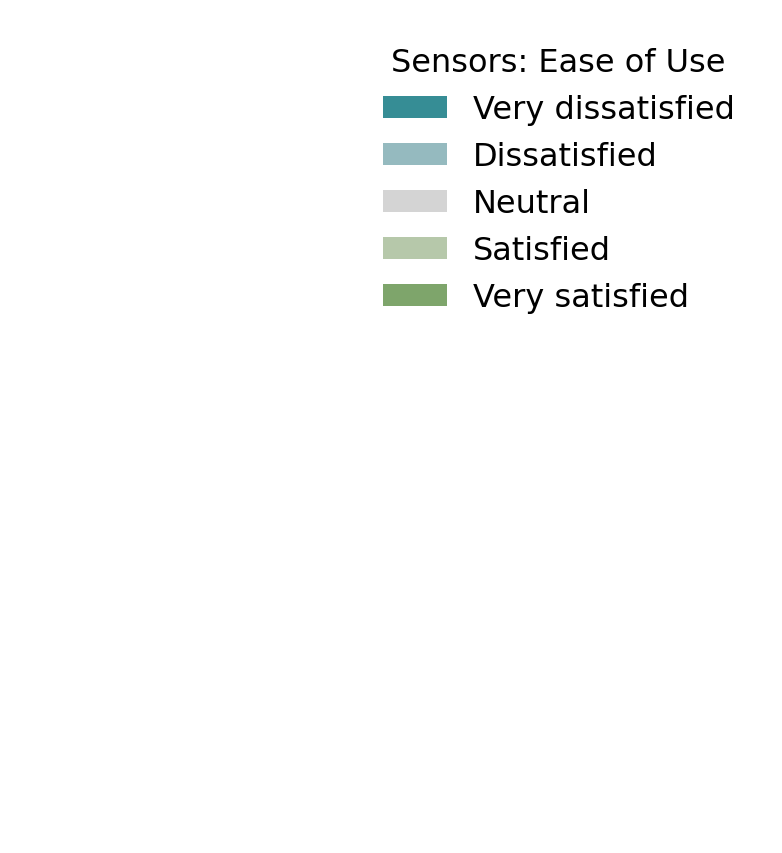 Sensors: Ease of Use
Very dissatisfied
Dissatisfied
Neutral
Satisfied
Very satisfied